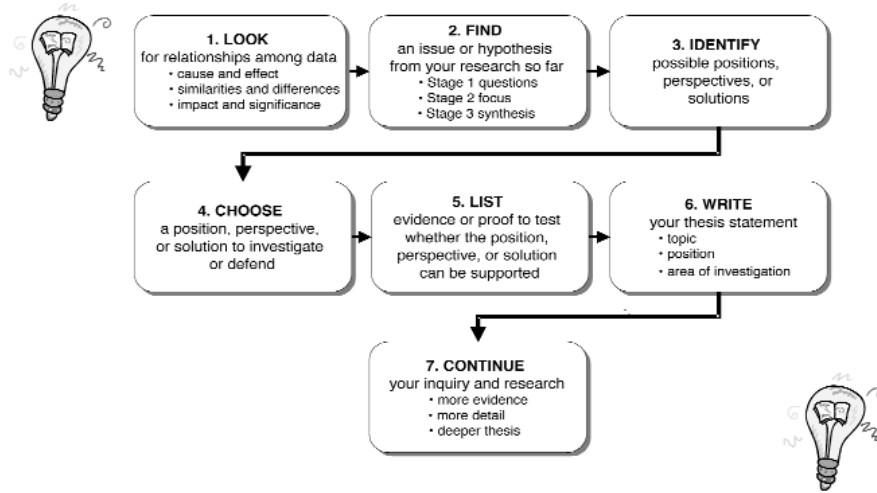 1. LOOK
for relationships among data
• cause and effect
• similarities and differences
• impact and significance
2. FIND
an issue or hypothesis
from your research so far
• Stage 1 questions
• Stage 2 focus
• Stage 3 synthesis
3. IDENTIFY
possible positions,
perspectives, or
solutions
4. CHOOSE
a position, perspective,
or solution to investigate
or defend
5. LIST
evidence or proof to test
whether the position,
perspective, or solution
can be supported
6. WRITE
your thesis statement
• topic
• position
• area of investigation
7. CONTINUE
your inquiry and research
• more evidence
• more detail
• deeper thesis